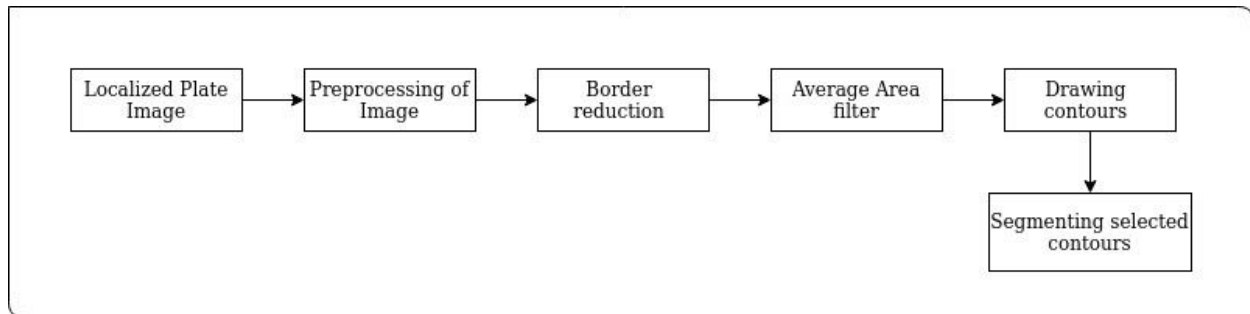 Localized Plate
Image
Preprocessing of
Image
Border
reduction
Average Area
filter
Drawing
contours
Segmenting selected
contours